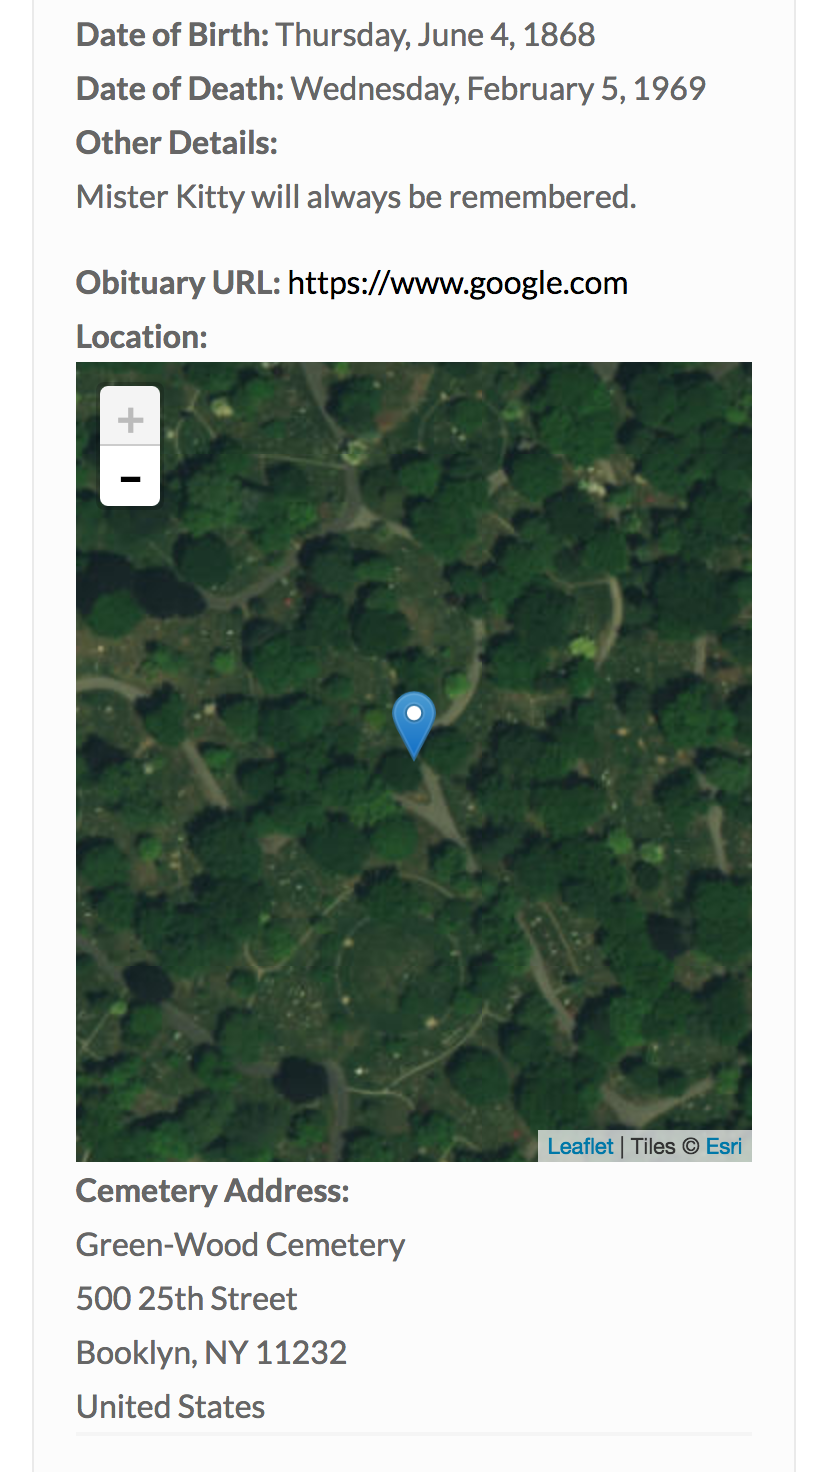 Date of Birth: Thursday, June 4, 1868
Date of Death: Wednesday, February 5, 1969
Other Details:
Mister Kitty will always be remembered.
Obituary URL: https://www.google.com
Location:
+
-
Leaflet | Tiles © Esri
Cemetery Address:
Green-Wood Cemetery
500 25th Street
Booklyn, NY 11232
United States